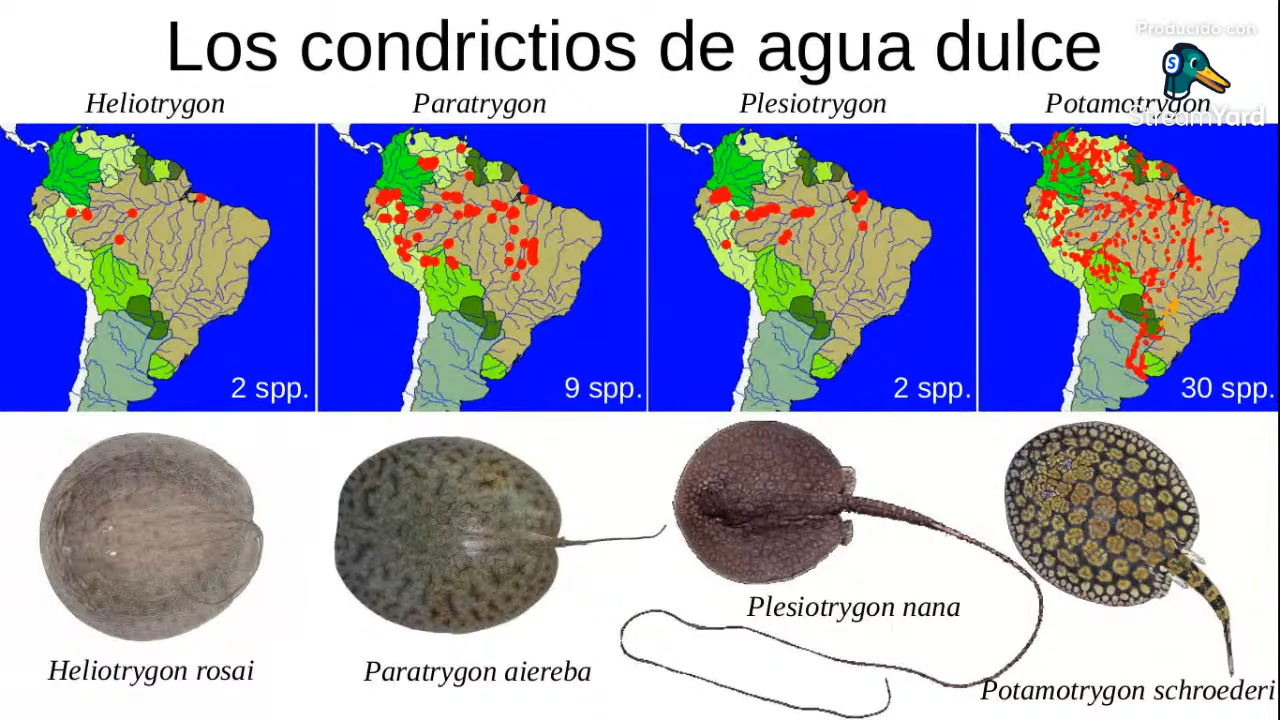 Los condrictios de agua dulce
Producido con
StreamYard
Heliotrygon
Paratrygon
Plesiotrygon
Potamotrygon
2 spp.
9 spp.
2 spp.
30 spp.
Heliotrygon rosai
Paratrygon aiereba
Plesiotrygon nana
Potamotrygon schroederi